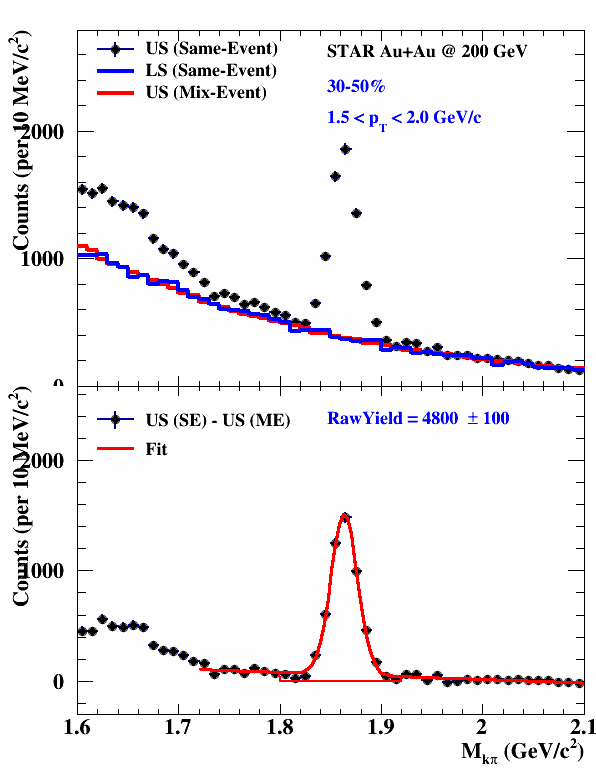 US (Same-Event)
LS (Same-Event)
US (Mix-Event)
STAR Au+Au @ 200 GeV
30-50%
1.5 < p_T < 2.0 GeV/c
Counts (per 10 MeV/c²)
2000
1000
0
US (SE) - US (ME)
Fit
RawYield = 4800 ± 100
Counts (per 10 MeV/c²)
2000
1000
0
1.6 1.7 1.8 1.9 2 2.1
M_kπ (GeV/c²)